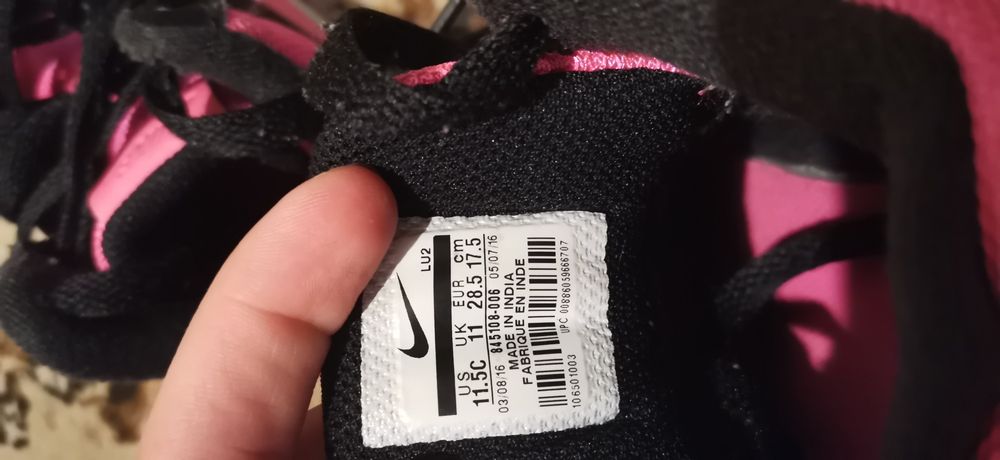 LU2
US UK EUR cm
11.5C 11 28.5 17.5
03/08/16 845108-006 05/07/16
MADE IN INDIA
FABRIQUE EN INDE
106501003 UPC 00886059666707